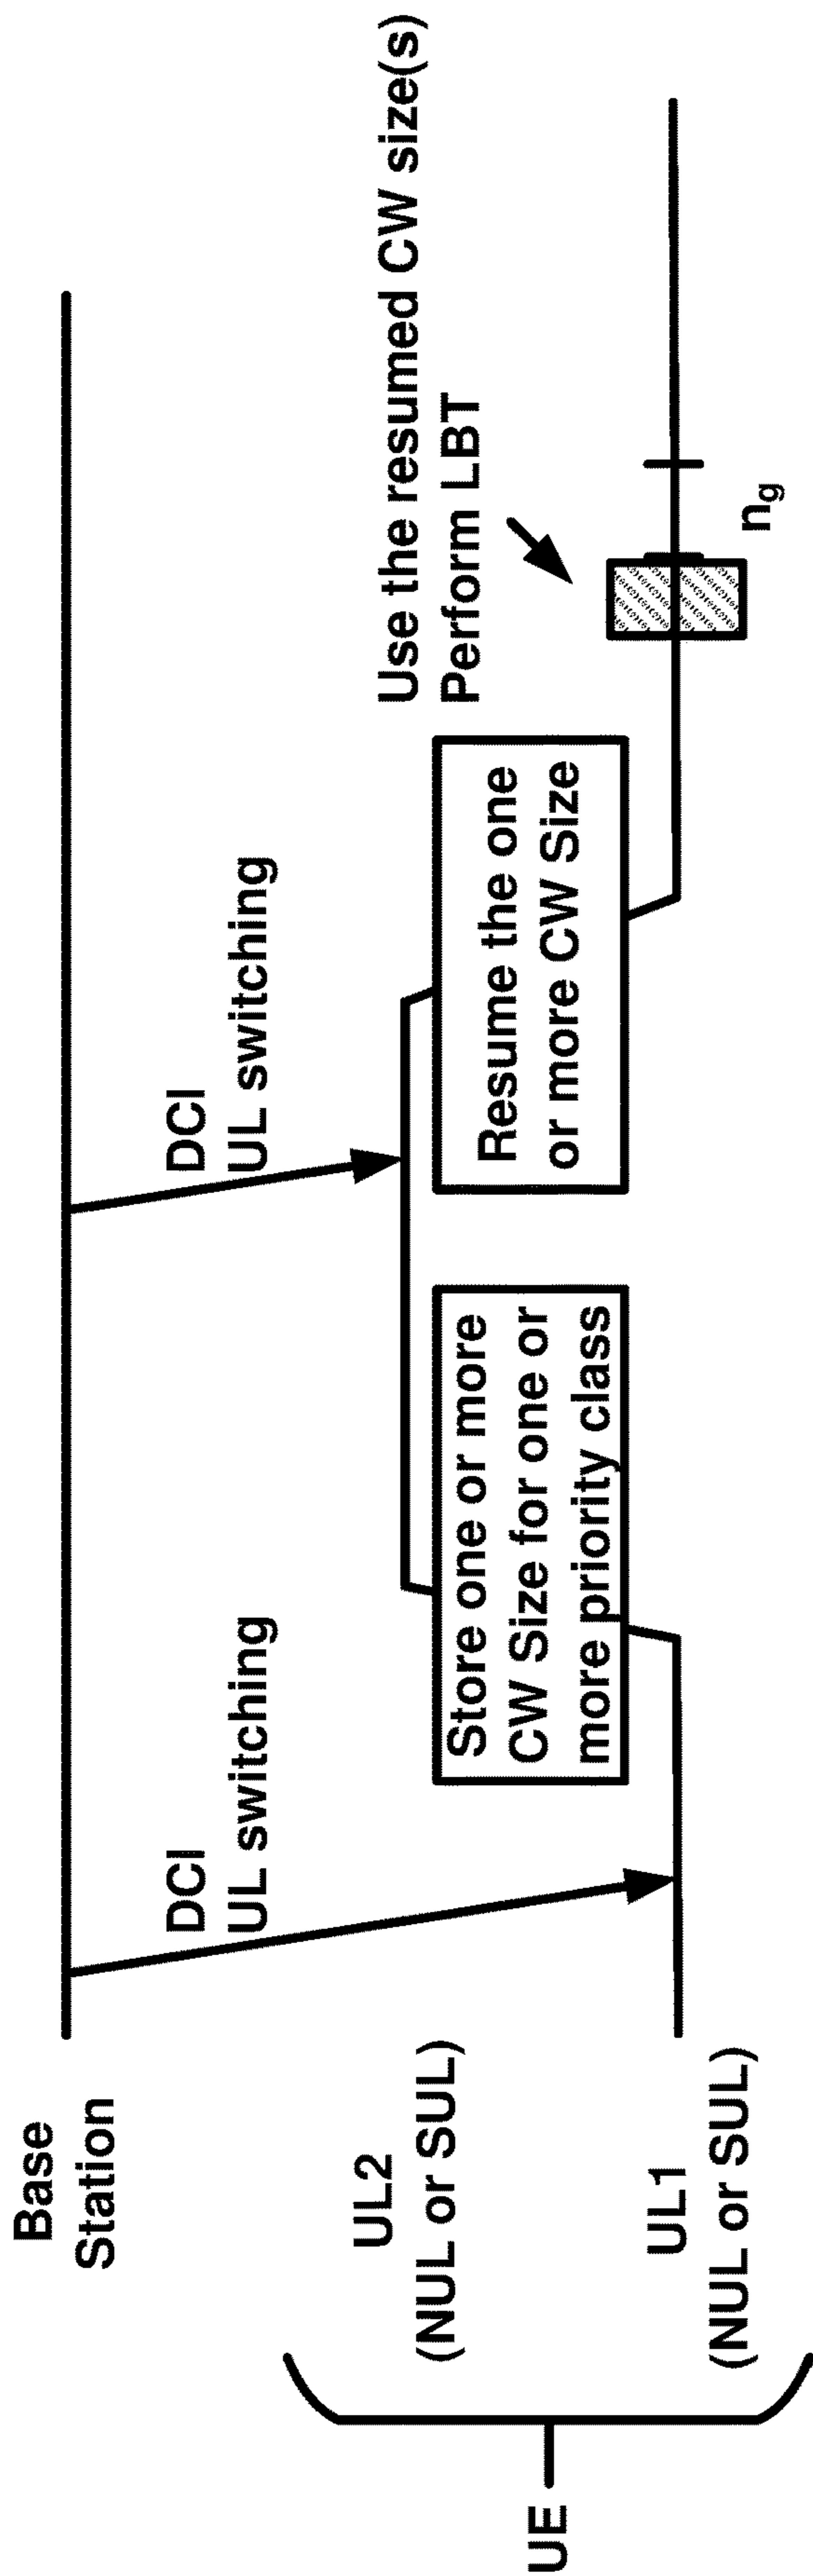 Base
Station
DCI
UL switching
DCI
UL switching
UE
UL2
(NUL or SUL)
UL1
(NUL or SUL)
Store one or more
CW Size for one or
more priority class
Resume the one
or more CW Size
Use the resumed CW size(s)
Perform LBT
ng